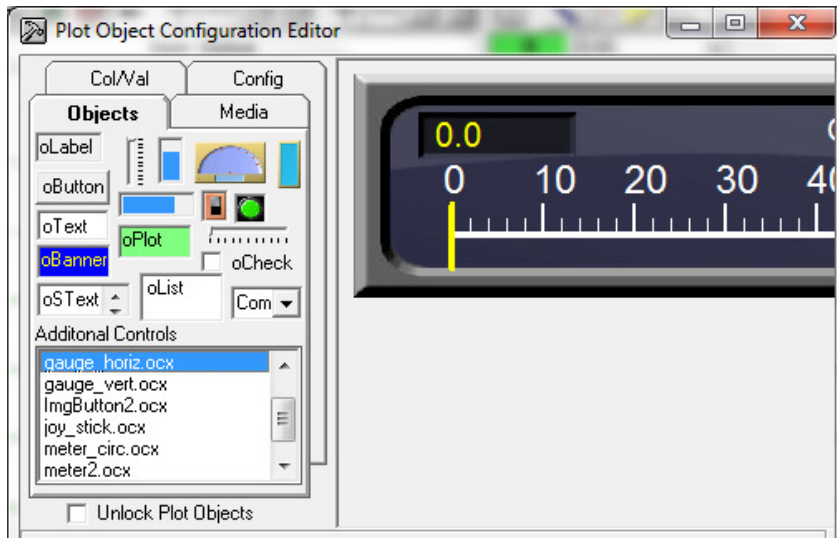 Plot Object Configuration Editor
Col/Val Config
Objects Media
oLabel
oButton
oText
oPlot
oBanner
oCheck
oSText oList Com
Additonal Controls
gauge_horiz.ocx
gauge_vert.ocx
ImgButton2.ocx
joy_stick.ocx
meter_circ.ocx
meter2.ocx
Unlock Plot Objects
0.0
0 10 20 30 40